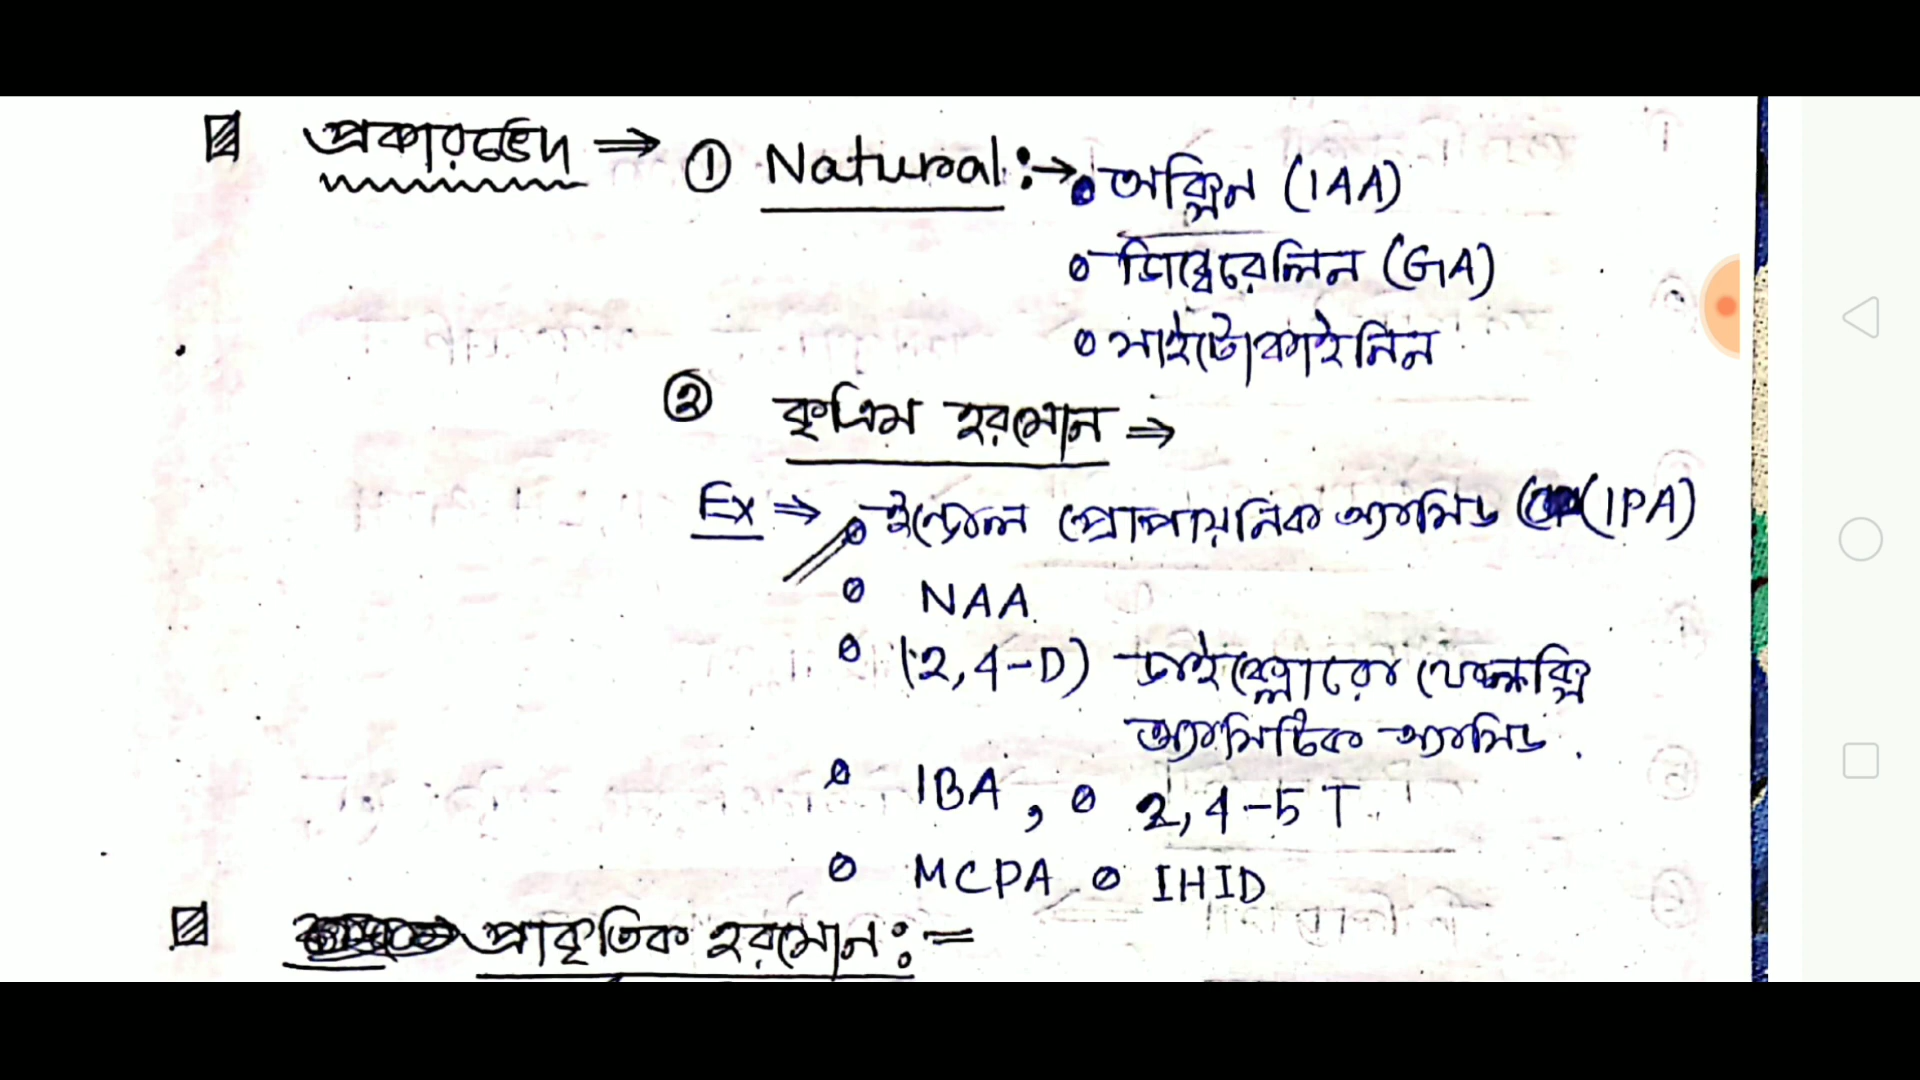 প্রকারভেদ ⇒ ① Natural :→ • অক্সিন (IAA)
• জিব্বেরেলিন (GA)
• সাইটোকাইনিন
② কৃত্রিম হরমোন ⇒
Ex ⇒ • ইন্ডোল প্রোপায়নিক অ্যাসিড (IPA)
• NAA
• (2,4-D) ডাইক্লোরো ফেনক্সি
অ্যাসিটিক অ্যাসিড.
• IBA, • 2,4-5 T
• MCPA • IHID
প্রাকৃতিক হরমোন :=